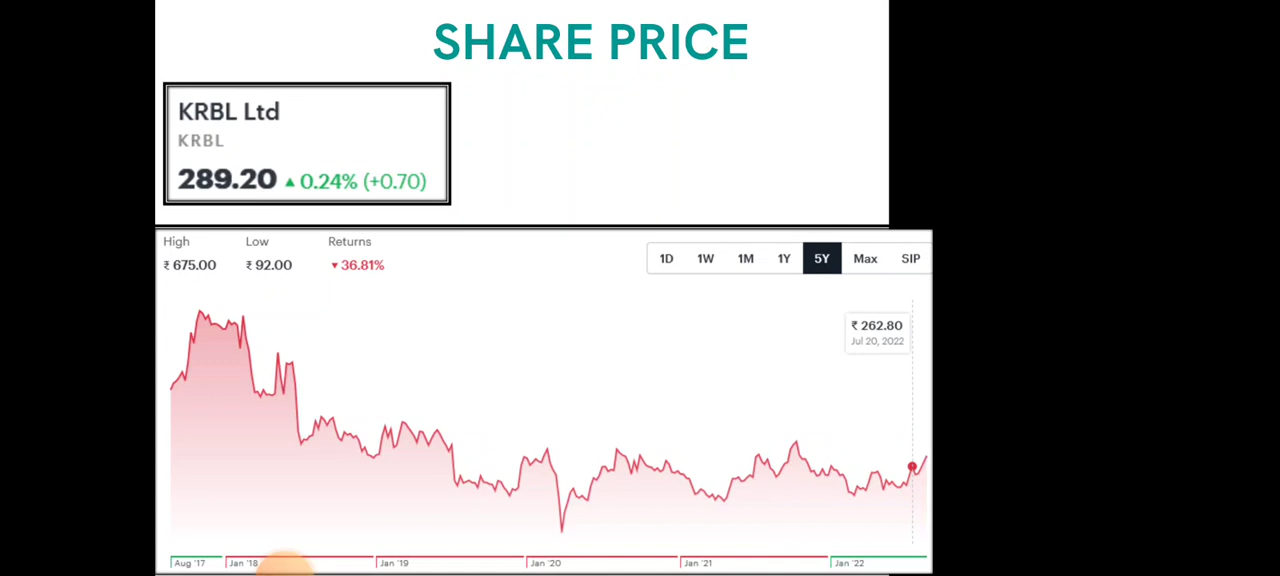 SHARE PRICE
KRBL Ltd
KRBL
289.20 ▲ 0.24% (+0.70)
High Low Returns
₹ 675.00 ₹ 92.00 ▼ 36.81%
1D 1W 1M 1Y 5Y Max SIP
₹ 262.80
Jul 20, 2022
Aug '17 Jan '18 Jan '19 Jan '20 Jan '21 Jan '22